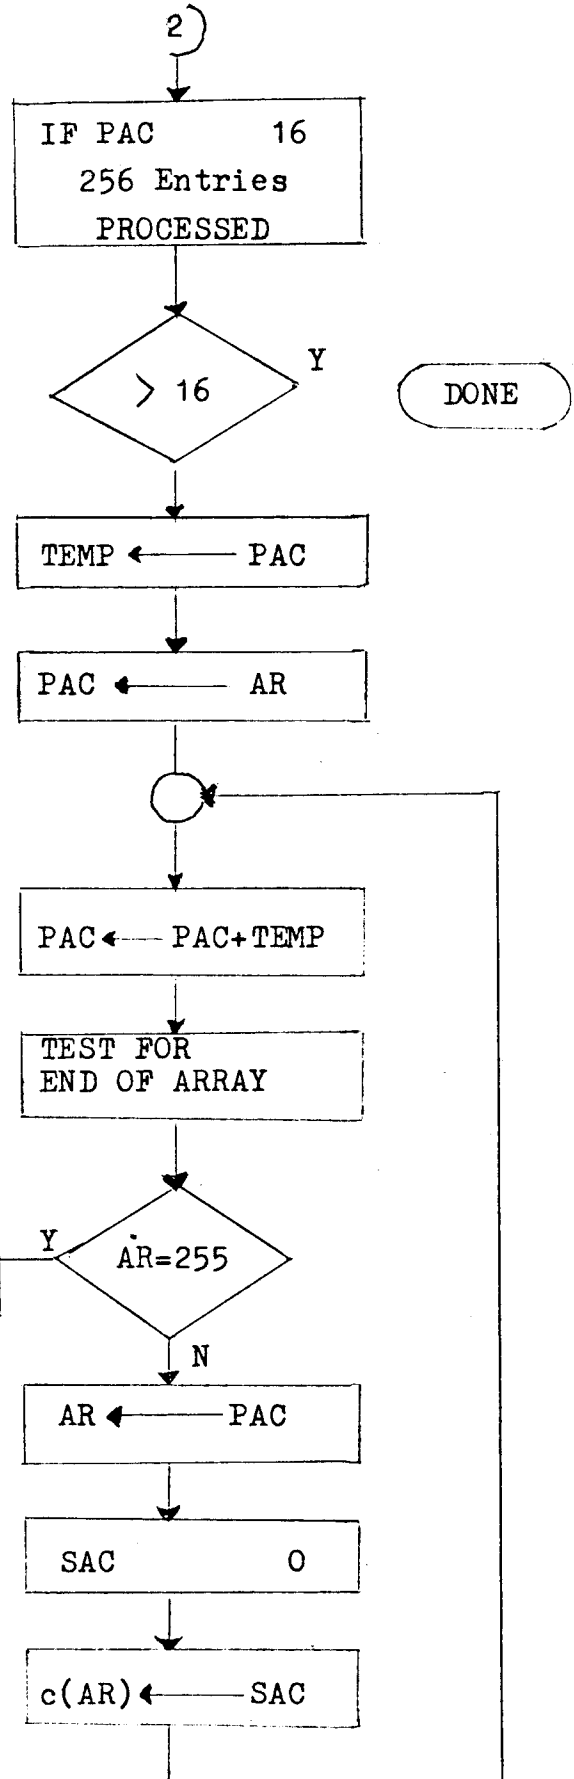 2
IF PAC 16
256 Entries
PROCESSED
> 16
Y
DONE
TEMP ← PAC
PAC ← AR
PAC ← PAC+TEMP
TEST FOR
END OF ARRAY
Y
AR=255
N
AR ← PAC
SAC 0
c(AR) ← SAC